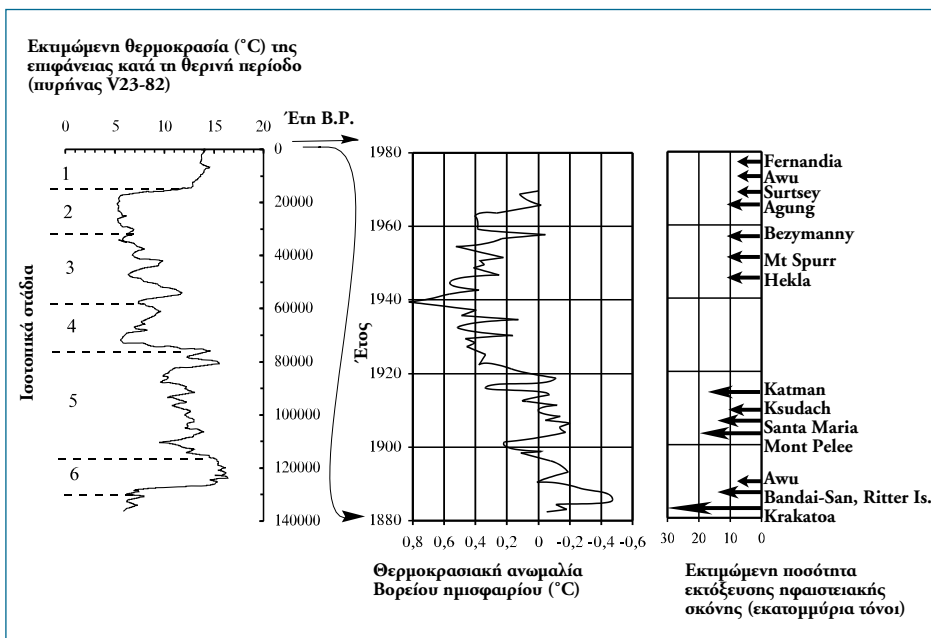 Εκτιμώμενη θερμοκρασία (°C) της
επιφάνειας κατά τη θερινή περίοδο
(πυρήνας V23-82)
0 5 10 15 20
Έτη B.P.
0
20000
40000
60000
80000
100000
120000
140000
Ισοτοπικά στάδια
1
2
3
4
5
6
Έτος
1980
1960
1940
1920
1900
1880
0,8 0,6 0,4 0,2 0 -0,2 -0,4 -0,6
Θερμοκρασιακή ανωμαλία
Βορείου ημισφαιρίου (°C)
Fernandia
Awu
Surtsey
Agung
Bezymanny
Mt Spurr
Hekla
Katman
Ksudach
Santa Maria
Mont Pelee
Awu
Bandai-San, Ritter Is.
Krakatoa
30 20 10 0
Εκτιμώμενη ποσότητα
εκτόξευσης ηφαιστειακής
σκόνης (εκατομμύρια τόνοι)